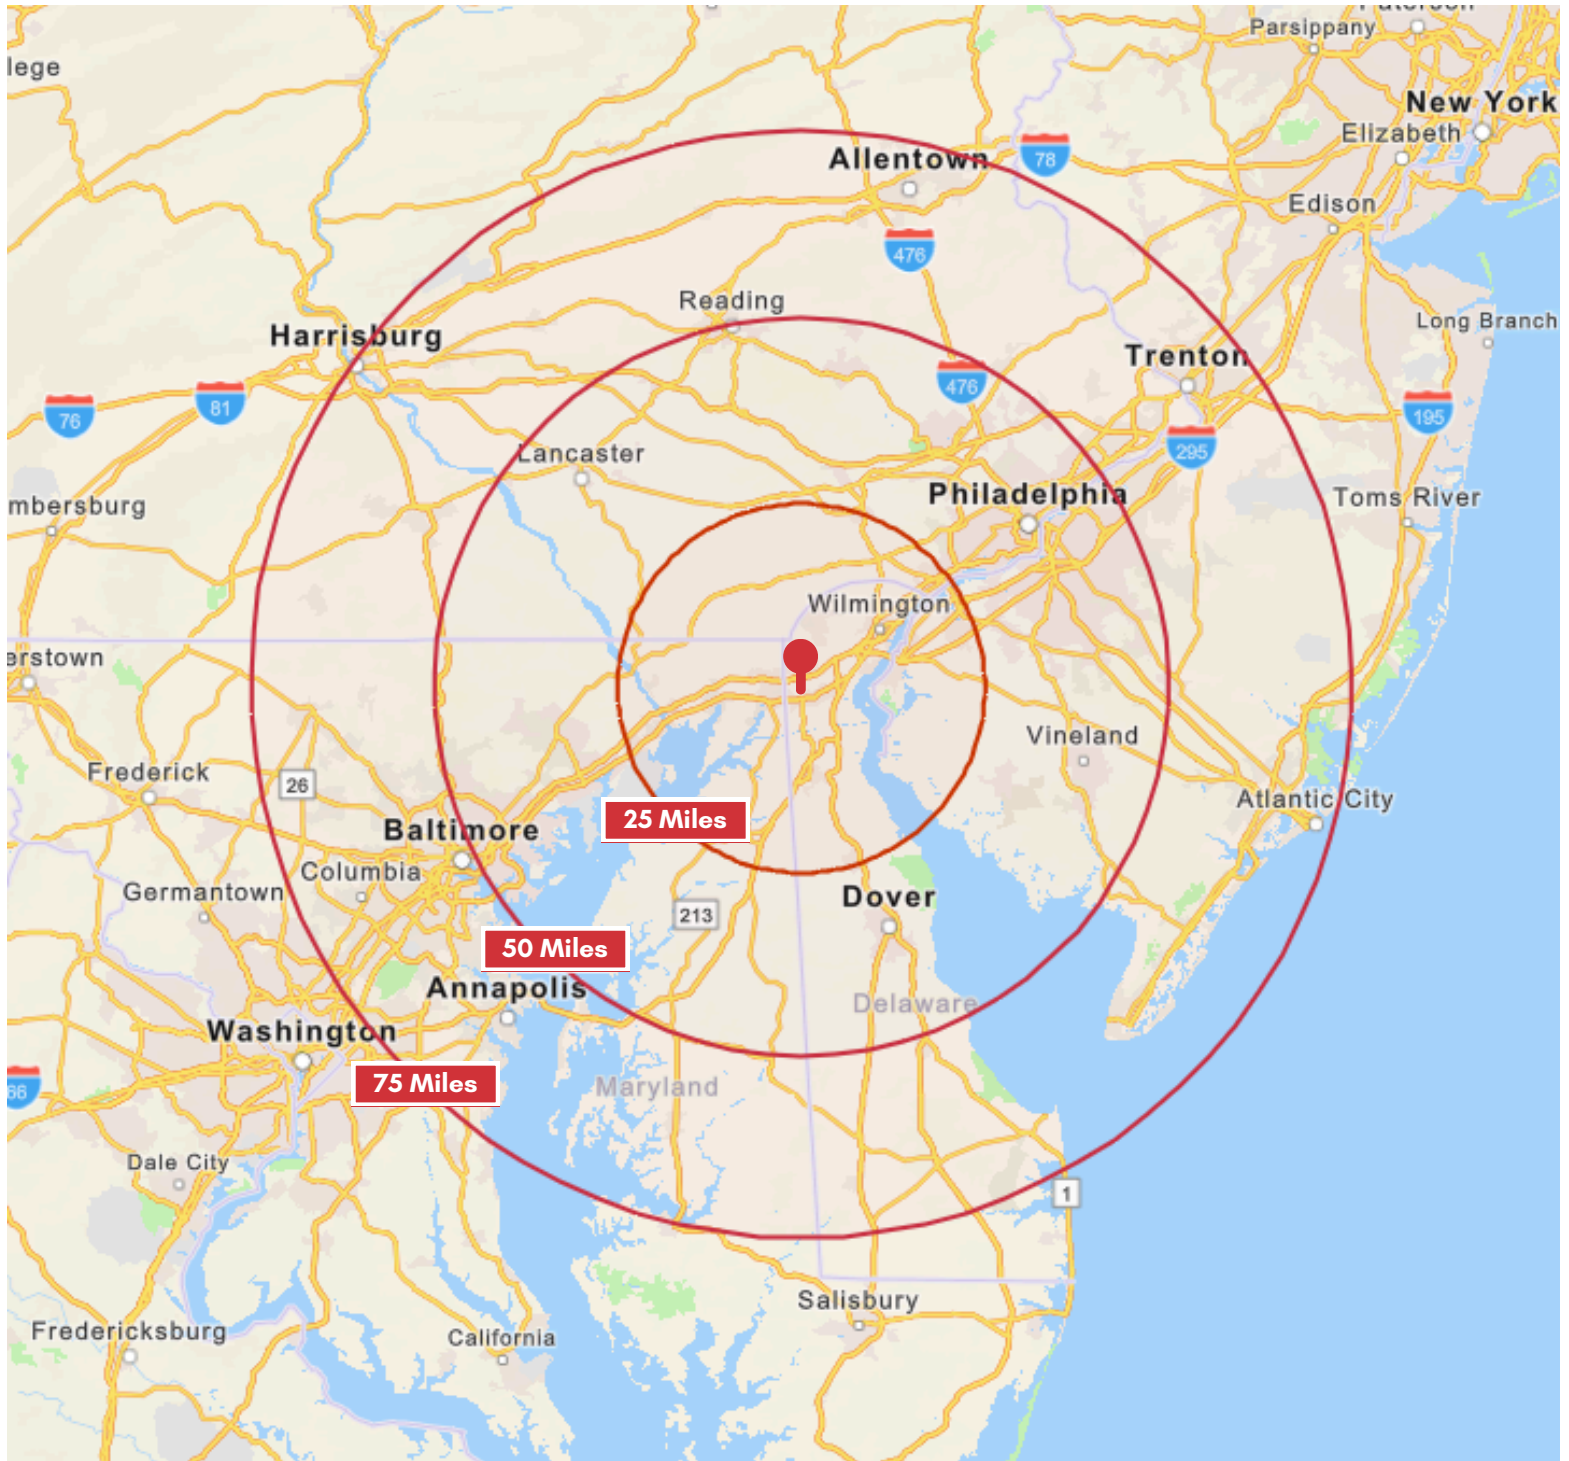 Paterson
Parsippany
lege
New York
Elizabeth
78
Allentown
Edison
476
Reading
Long Branch
Harrisburg
Trenton
476
76
81
195
295
Lancaster
Philadelphia
Toms River
mbersburg
Wilmington
erstown
Vineland
Frederick
26
Atlantic City
25 Miles
Baltimore
Columbia
Germantown
Dover
213
50 Miles
Annapolis
Delaware
Washington
66
75 Miles
Maryland
Dale City
1
Salisbury
Fredericksburg
California